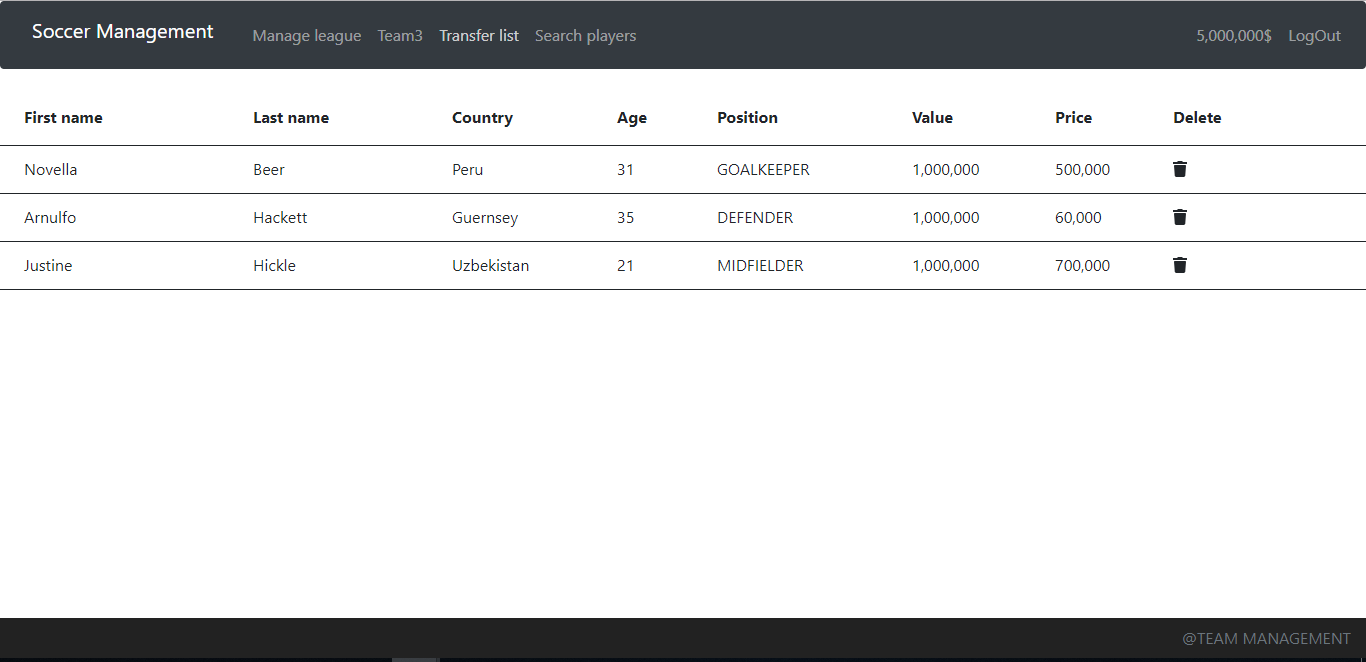 Soccer Management Manage league Team3 Transfer list Search players 5,000,000$ LogOut
First name Last name Country Age Position Value Price Delete
Novella Beer Peru 31 GOALKEEPER 1,000,000 500,000
Arnulfo Hackett Guernsey 35 DEFENDER 1,000,000 60,000
Justine Hickle Uzbekistan 21 MIDFIELDER 1,000,000 700,000
@TEAM MANAGEMENT